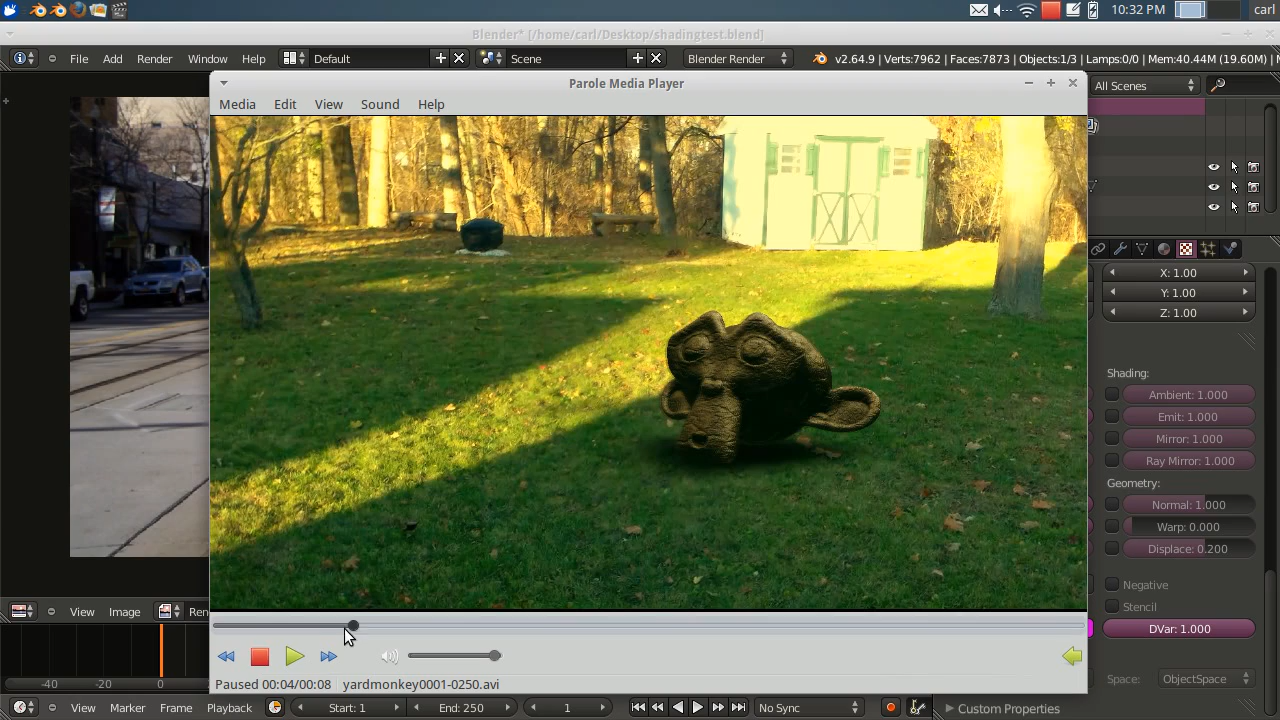 10:32 PM carl
Blender* [/home/carl/Desktop/shadingtest.blend]
File Add Render Window Help Default Scene Blender Render v2.64.9 | Verts:7962 | Faces:7873 | Objects:1/3 | Lamps:0/0 | Mem:40.44M (19.60M)
Parole Media Player
All Scenes
Media Edit View Sound Help
X: 1.00
Y: 1.00
Z: 1.00
Shading:
Ambient: 1.000
Emit: 1.000
Mirror: 1.000
Ray Mirror: 1.000
Geometry:
Normal: 1.000
Warp: 0.000
Displace: 0.200
Negative
Stencil
DVar: 1.000
View Image Ren
Space: ObjectSpace
-40 -20 0
Paused 00:04/00:08 yardmonkey0001-0250.avi
View Marker Frame Playback Start: 1 End: 250 1 No Sync
Custom Properties